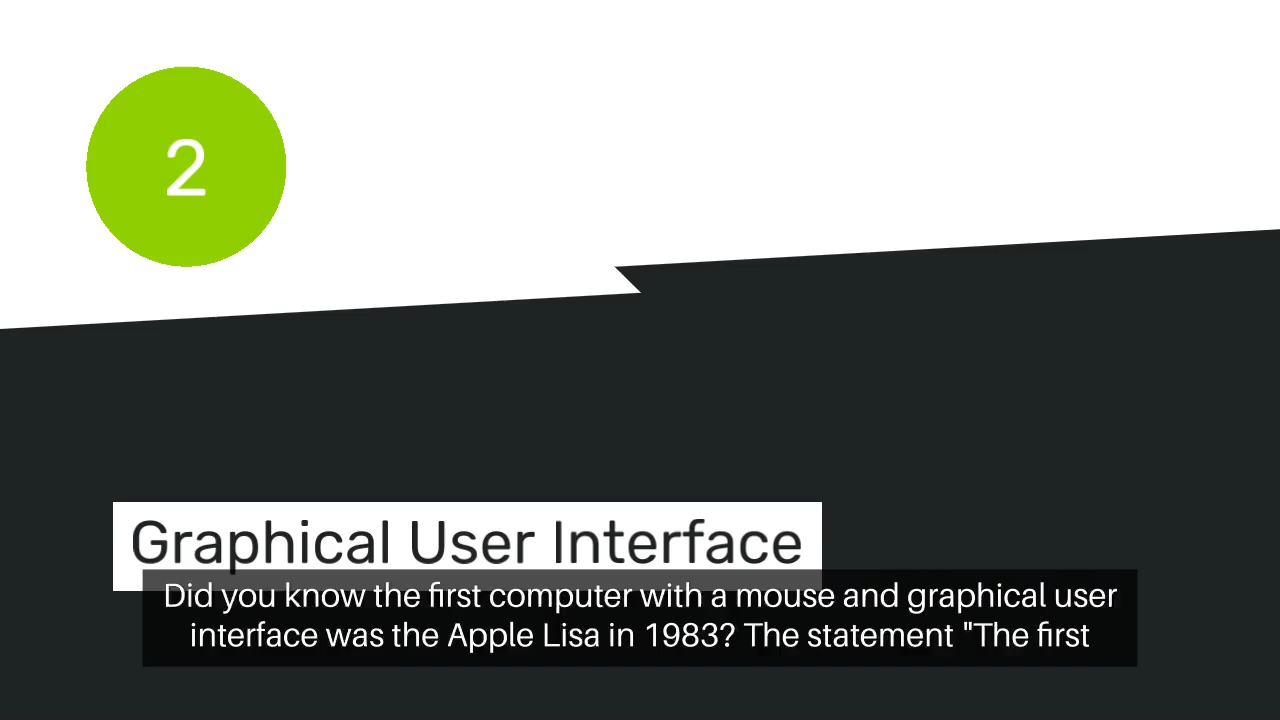 2
Graphical User Interface
Did you know the first computer with a mouse and graphical user
interface was the Apple Lisa in 1983? The statement "The first